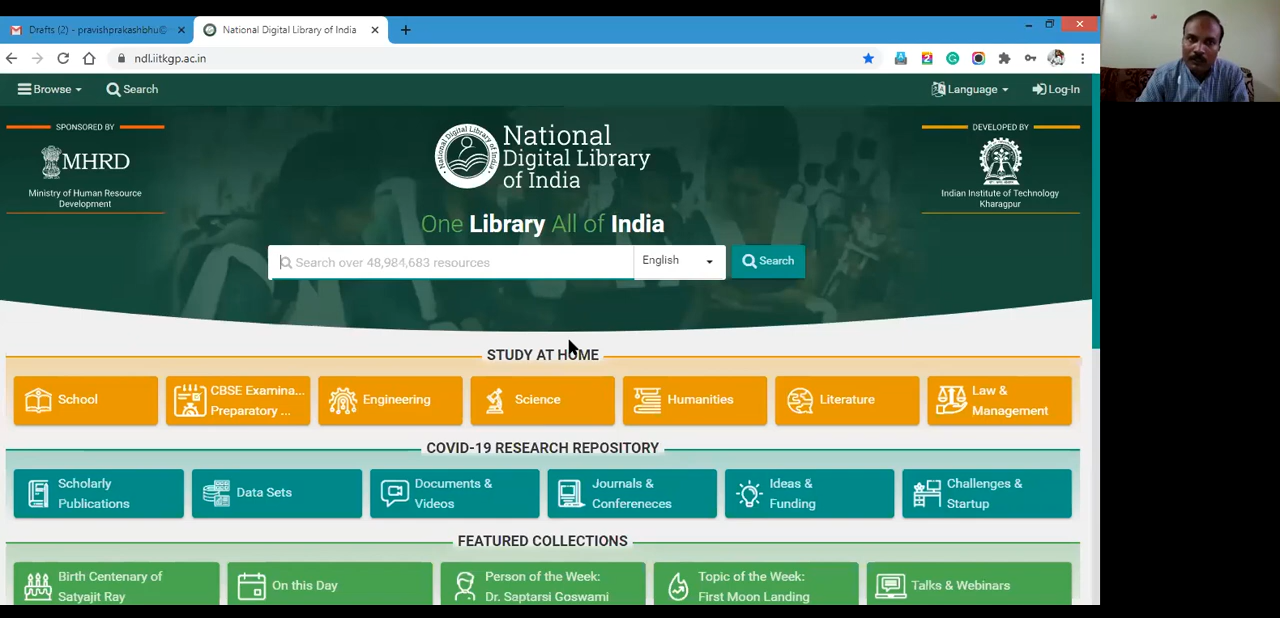 Drafts (2) - pravishprakashbhu@
National Digital Library of India
ndl.iitkgp.ac.in
Browse
Search
Language
Log-In
SPONSORED BY
MHRD
Ministry of Human Resource
Development
National
Digital Library
of India
DEVELOPED BY
Indian Institute of Technology
Kharagpur
One Library All of India
Search over 48,984,683 resources
English
Search
STUDY AT HOME
School
CBSE Examina...
Preparatory ...
Engineering
Science
Humanities
Literature
Law &
Management
COVID-19 RESEARCH REPOSITORY
Scholarly
Publications
Data Sets
Documents &
Videos
Journals &
Confereneces
Ideas &
Funding
Challenges &
Startup
FEATURED COLLECTIONS
Birth Centenary of
Satyajit Ray
On this Day
Person of the Week:
Dr. Saptarsi Goswami
Topic of the Week:
First Moon Landing
Talks & Webinars